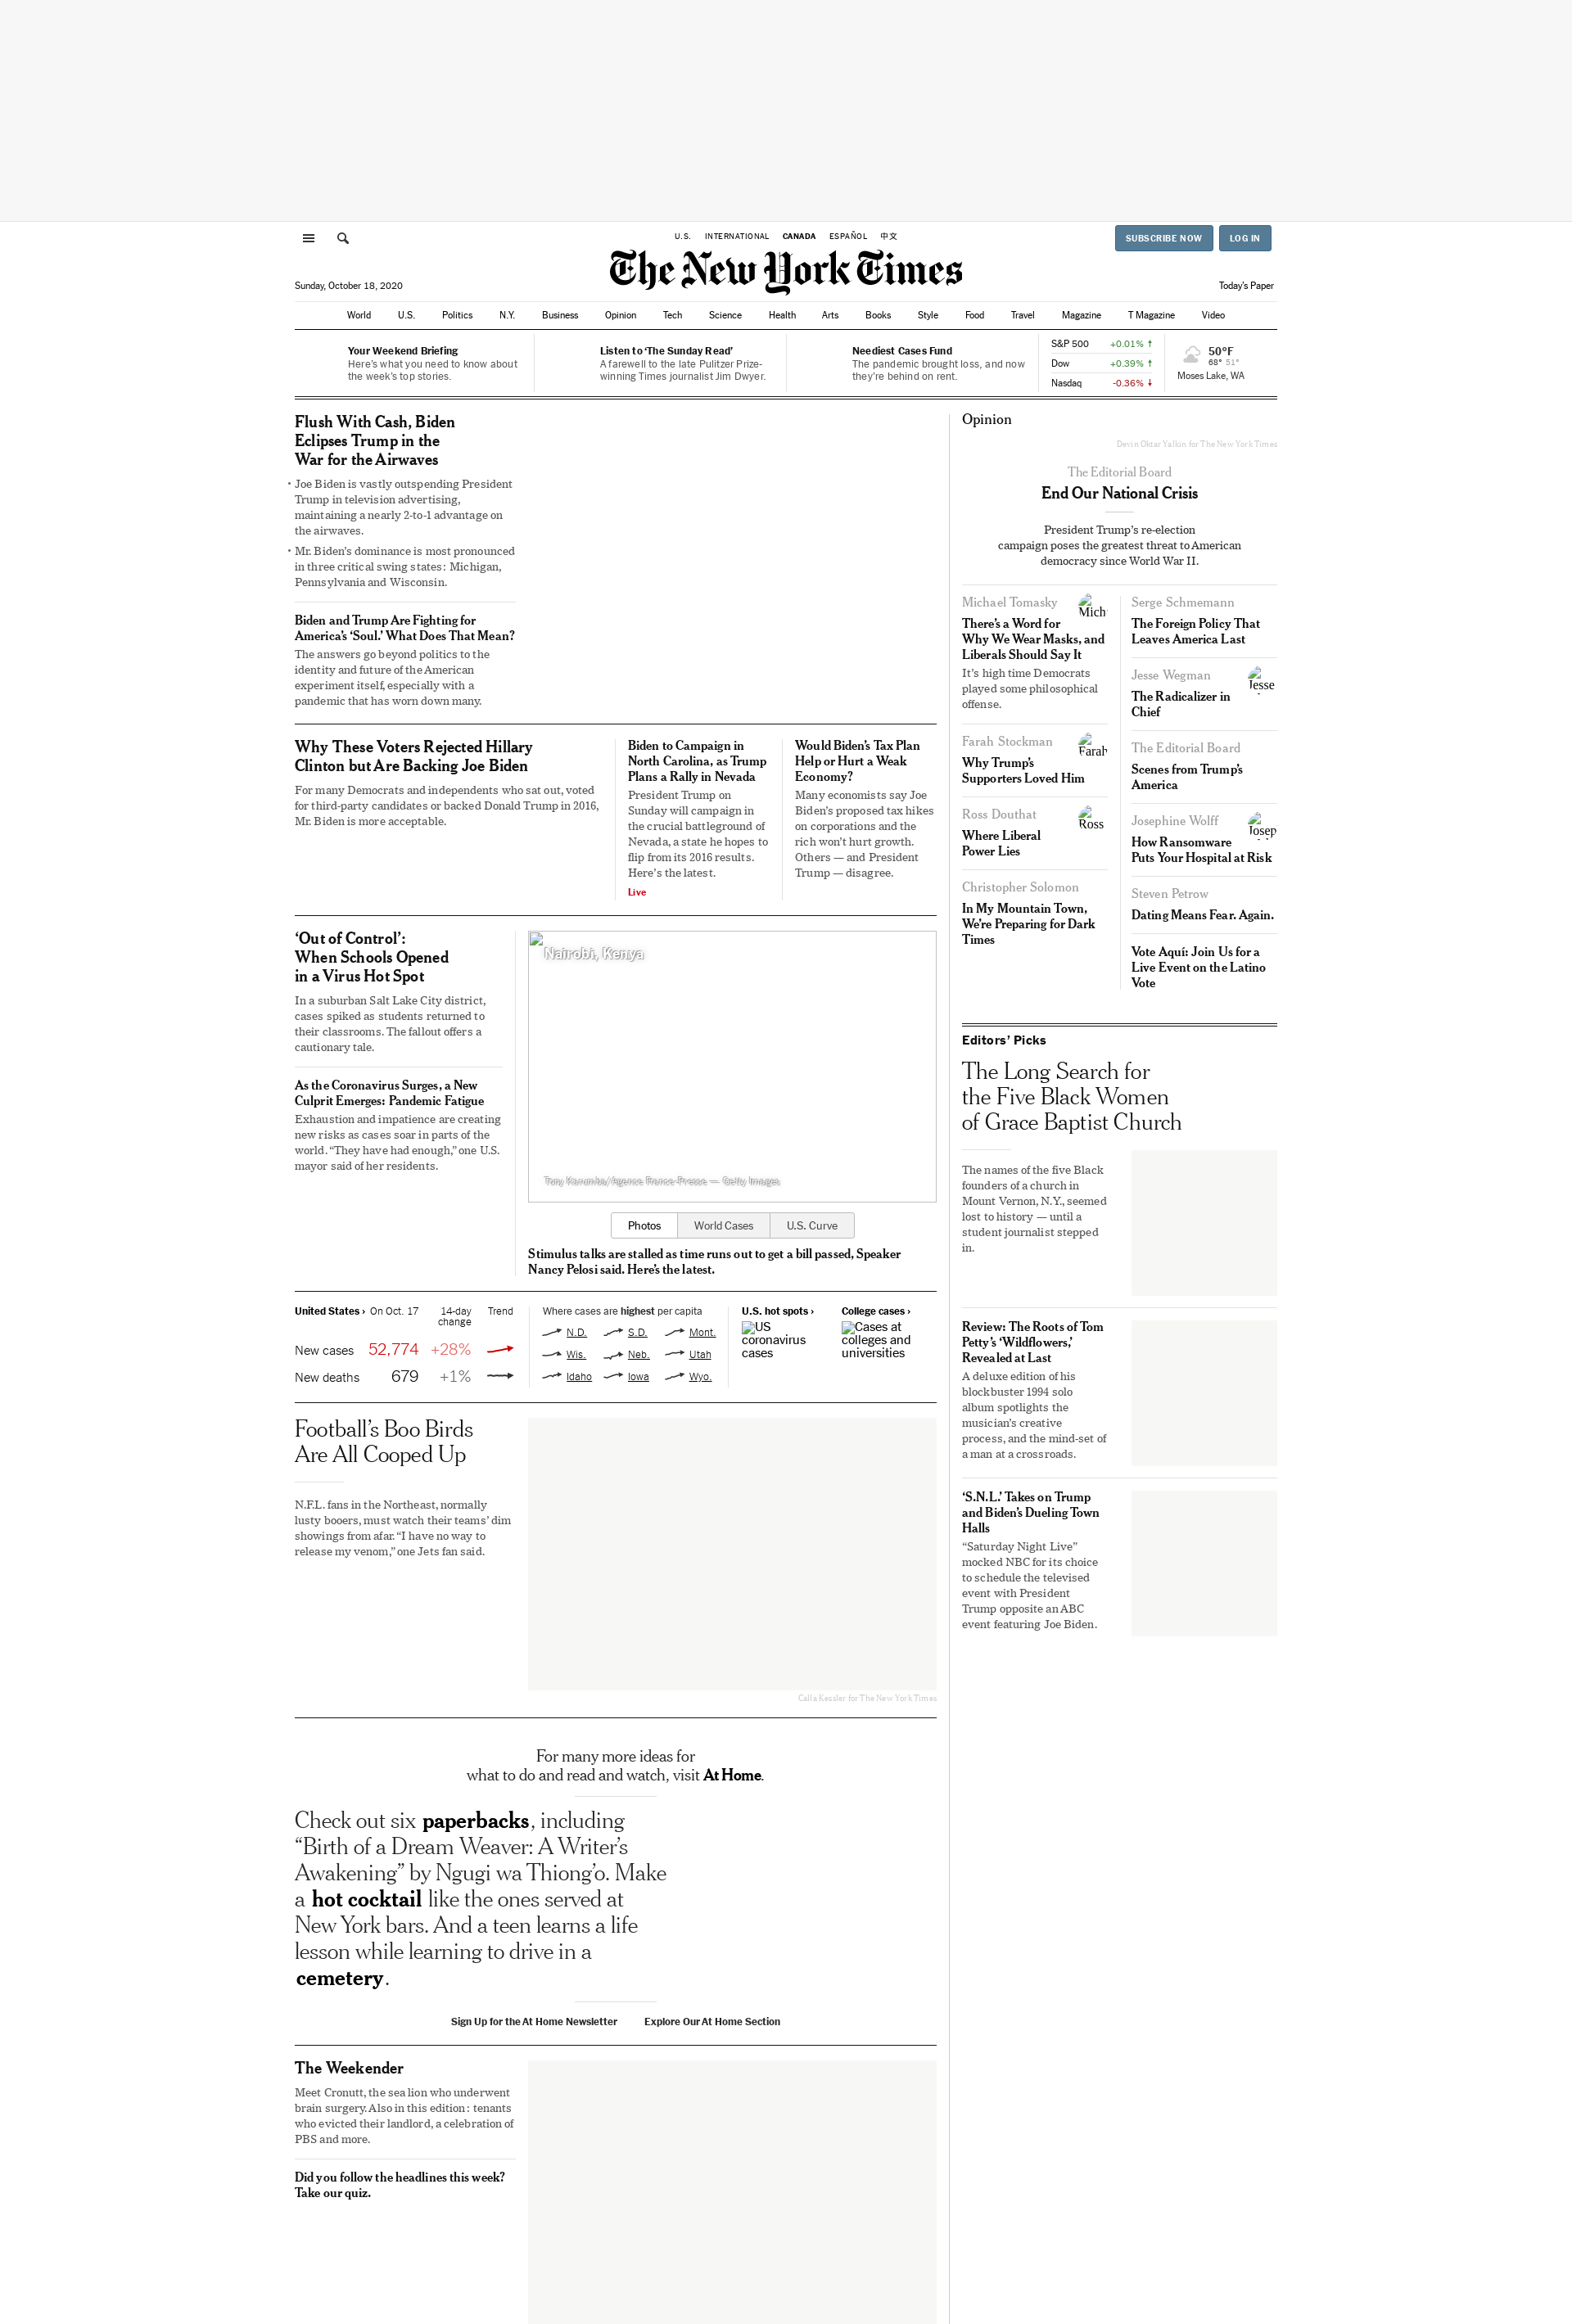 U.S. INTERNATIONAL CANADA ESPAÑOL 中文
SUBSCRIBE NOW LOG IN
The New York Times
Sunday, October 18, 2020
Today's Paper
World U.S. Politics N.Y. Business Opinion Tech Science Health Arts Books Style Food Travel Magazine T Magazine Video
Your Weekend Briefing
Here's what you need to know about
the week's top stories.
Listen to ‘The Sunday Read’
A farewell to the late Pulitzer Prize-
winning Times journalist Jim Dwyer.
Neediest Cases Fund
The pandemic brought loss, and now
they're behind on rent.
S&P 500 +0.01%
Dow +0.39%
Nasdaq -0.36%
50°F
68° 51°
Moses Lake, WA
Flush With Cash, Biden
Eclipses Trump in the
War for the Airwaves
• Joe Biden is vastly outspending President
Trump in television advertising,
maintaining a nearly 2-to-1 advantage on
the airwaves.
• Mr. Biden's dominance is most pronounced
in three critical swing states: Michigan,
Pennsylvania and Wisconsin.
Biden and Trump Are Fighting for
America's ‘Soul.’ What Does That Mean?
The answers go beyond politics to the
identity and future of the American
experiment itself, especially with a
pandemic that has worn down many.
Why These Voters Rejected Hillary
Clinton but Are Backing Joe Biden
For many Democrats and independents who sat out, voted
for third-party candidates or backed Donald Trump in 2016,
Mr. Biden is more acceptable.
Biden to Campaign in
North Carolina, as Trump
Plans a Rally in Nevada
President Trump on
Sunday will campaign in
the crucial battleground of
Nevada, a state he hopes to
flip from its 2016 results.
Here's the latest.
Live
Would Biden's Tax Plan
Help or Hurt a Weak
Economy?
Many economists say Joe
Biden's proposed tax hikes
on corporations and the
rich won't hurt growth.
Others — and President
Trump — disagree.
‘Out of Control’:
When Schools Opened
in a Virus Hot Spot
In a suburban Salt Lake City district,
cases spiked as students returned to
their classrooms. The fallout offers a
cautionary tale.
As the Coronavirus Surges, a New
Culprit Emerges: Pandemic Fatigue
Exhaustion and impatience are creating
new risks as cases soar in parts of the
world. “They have had enough,” one U.S.
mayor said of her residents.
Nairobi, Kenya
Tony Karumba/Agence France-Presse — Getty Images
Photos World Cases U.S. Curve
Stimulus talks are stalled as time runs out to get a bill passed, Speaker
Nancy Pelosi said. Here's the latest.
United States › On Oct. 17 14-day
change Trend
New cases 52,774 +28%
New deaths 679 +1%
Where cases are highest per capita
N.D. S.D. Mont.
Wis. Neb. Utah
Idaho Iowa Wyo.
U.S. hot spots ›
US
coronavirus
cases
College cases ›
Cases at
colleges and
universities
Football's Boo Birds
Are All Cooped Up
N.F.L. fans in the Northeast, normally
lusty booers, must watch their teams' dim
showings from afar. “I have no way to
release my venom,” one Jets fan said.
Calla Kessler for The New York Times
For many more ideas for
what to do and read and watch, visit At Home.
Check out six paperbacks, including
“Birth of a Dream Weaver: A Writer's
Awakening” by Ngugi wa Thiong'o. Make
a hot cocktail like the ones served at
New York bars. And a teen learns a life
lesson while learning to drive in a
cemetery.
Sign Up for the At Home Newsletter Explore Our At Home Section
The Weekender
Meet Cronutt, the sea lion who underwent
brain surgery. Also in this edition: tenants
who evicted their landlord, a celebration of
PBS and more.
Did you follow the headlines this week?
Take our quiz.
Opinion
Devin Oktar Yalkin for The New York Times
The Editorial Board
End Our National Crisis
President Trump's re-election
campaign poses the greatest threat to American
democracy since World War II.
Michael Tomasky
Mich
There's a Word for
Why We Wear Masks, and
Liberals Should Say It
It's high time Democrats
played some philosophical
offense.
Farah Stockman
Farah
Why Trump's
Supporters Loved Him
Ross Douthat
Ross
Where Liberal
Power Lies
Christopher Solomon
In My Mountain Town,
We're Preparing for Dark
Times
Serge Schmemann
The Foreign Policy That
Leaves America Last
Jesse Wegman
Jesse
The Radicalizer in
Chief
The Editorial Board
Scenes from Trump's
America
Josephine Wolff
Josep
How Ransomware
Puts Your Hospital at Risk
Steven Petrow
Dating Means Fear. Again.
Vote Aquí: Join Us for a
Live Event on the Latino
Vote
Editors' Picks
The Long Search for
the Five Black Women
of Grace Baptist Church
The names of the five Black
founders of a church in
Mount Vernon, N.Y., seemed
lost to history — until a
student journalist stepped
in.
Review: The Roots of Tom
Petty's ‘Wildflowers,’
Revealed at Last
A deluxe edition of his
blockbuster 1994 solo
album spotlights the
musician's creative
process, and the mind-set of
a man at a crossroads.
‘S.N.L.’ Takes on Trump
and Biden's Dueling Town
Halls
“Saturday Night Live”
mocked NBC for its choice
to schedule the televised
event with President
Trump opposite an ABC
event featuring Joe Biden.